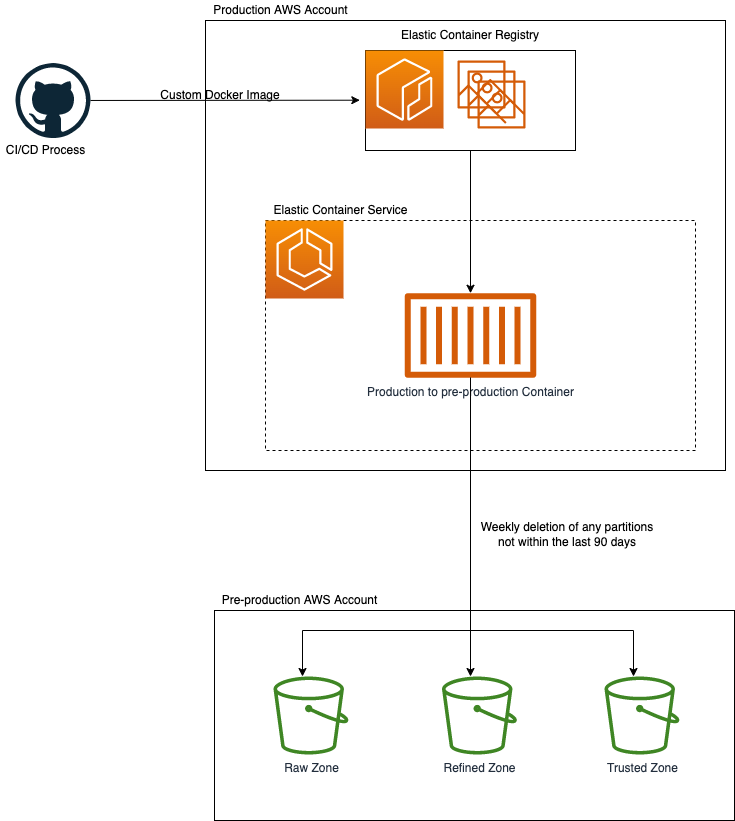 Production AWS Account
Elastic Container Registry
Custom Docker Image
CI/CD Process
Elastic Container Service
Production to pre-production Container
Weekly deletion of any partitions
not within the last 90 days
Pre-production AWS Account
Raw Zone
Refined Zone
Trusted Zone